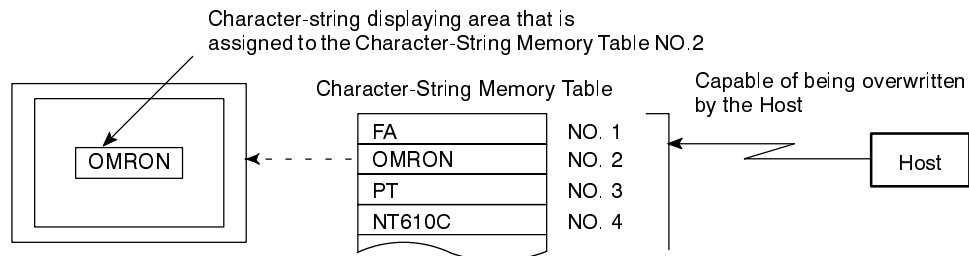 Character-string displaying area that is
assigned to the Character-String Memory Table NO.2
Character-String Memory Table
Capable of being overwritten
by the Host
FA NO. 1
OMRON OMRON NO. 2 Host
PT NO. 3
NT610C NO. 4